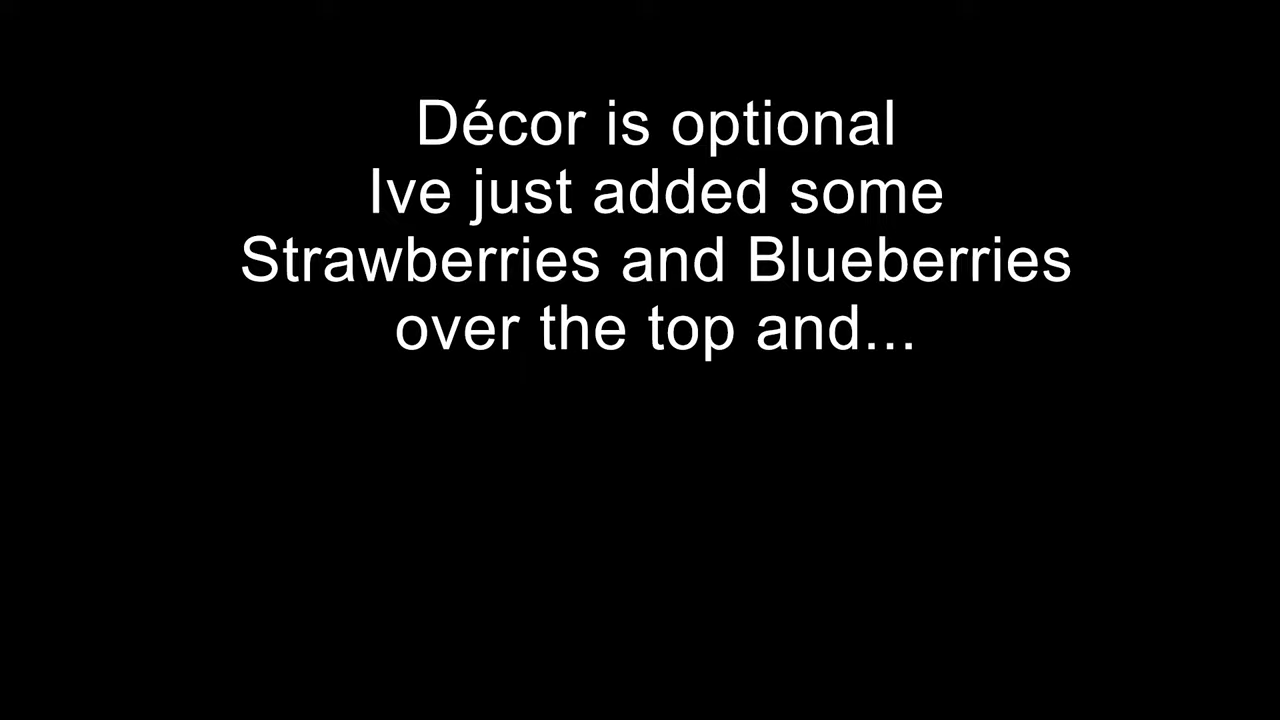 Décor is optional
Ive just added some
Strawberries and Blueberries
over the top and...